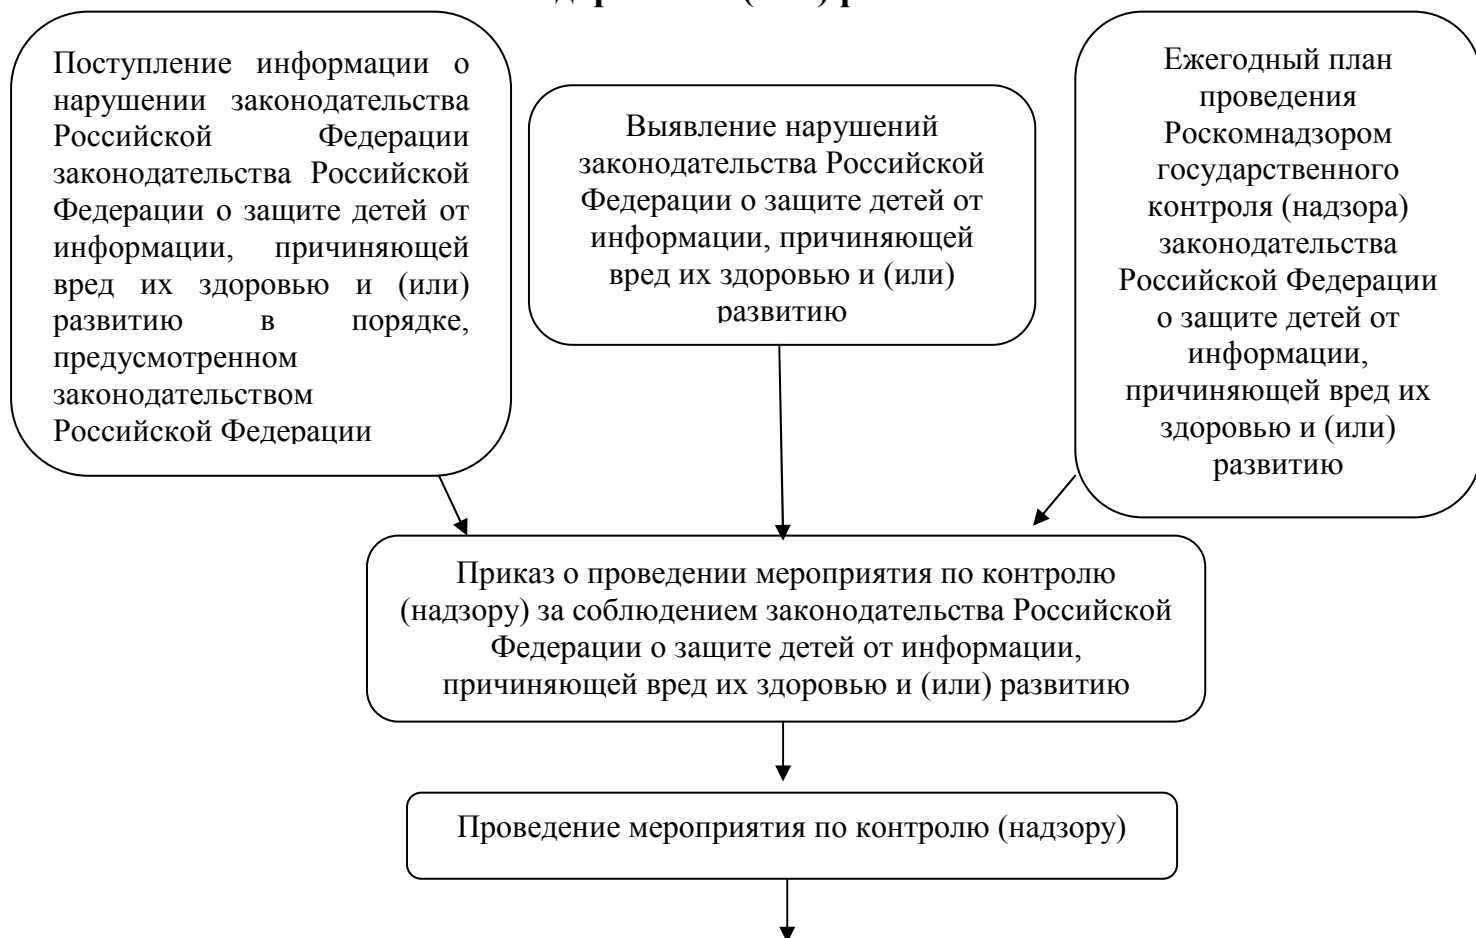 Поступление информации о
нарушении законодательства
Российской Федерации
законодательства Российской
Федерации о защите детей от
информации, причиняющей
вред их здоровью и (или)
развитию в порядке,
предусмотренном
законодательством
Российской Федерации
Выявление нарушений
законодательства Российской
Федерации о защите детей от
информации, причиняющей
вред их здоровью и (или)
развитию
Ежегодный план
проведения
Роскомнадзором
государственного
контроля (надзора)
законодательства
Российской Федерации
о защите детей от
информации,
причиняющей вред их
здоровью и (или)
развитию
Приказ о проведении мероприятия по контролю
(надзору) за соблюдением законодательства Российской
Федерации о защите детей от информации,
причиняющей вред их здоровью и (или) развитию
Проведение мероприятия по контролю (надзору)